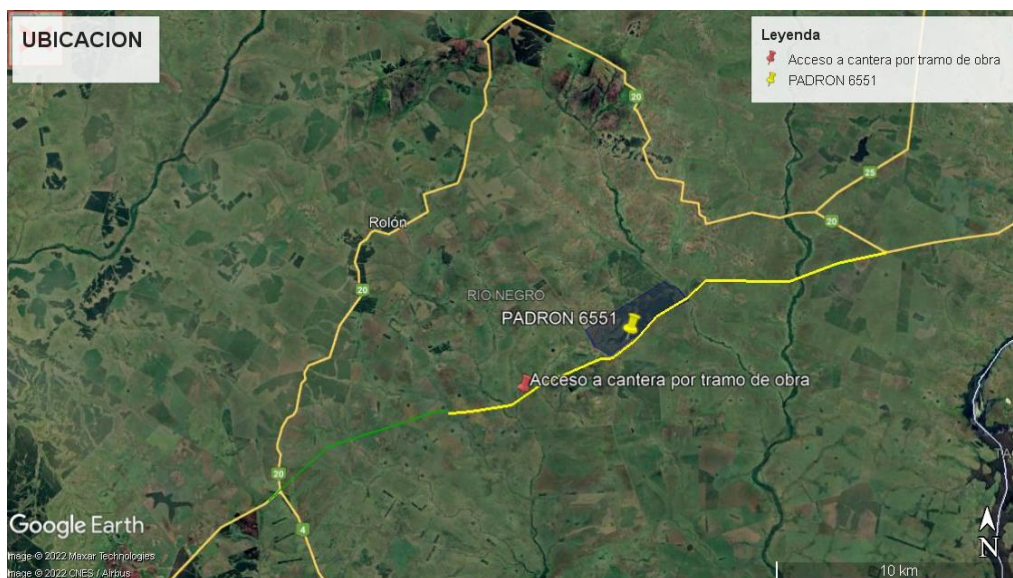 UBICACION
Leyenda
Acceso a cantera por tramo de obra
PADRON 6551
20
25
Rolón
20
20
RIO NEGRO
PADRON 6551
Acceso a cantera por tramo de obra
20
4
Google Earth
Image © 2022 Maxar Technologies
Image © 2022 CNES / Airbus
N
10 km